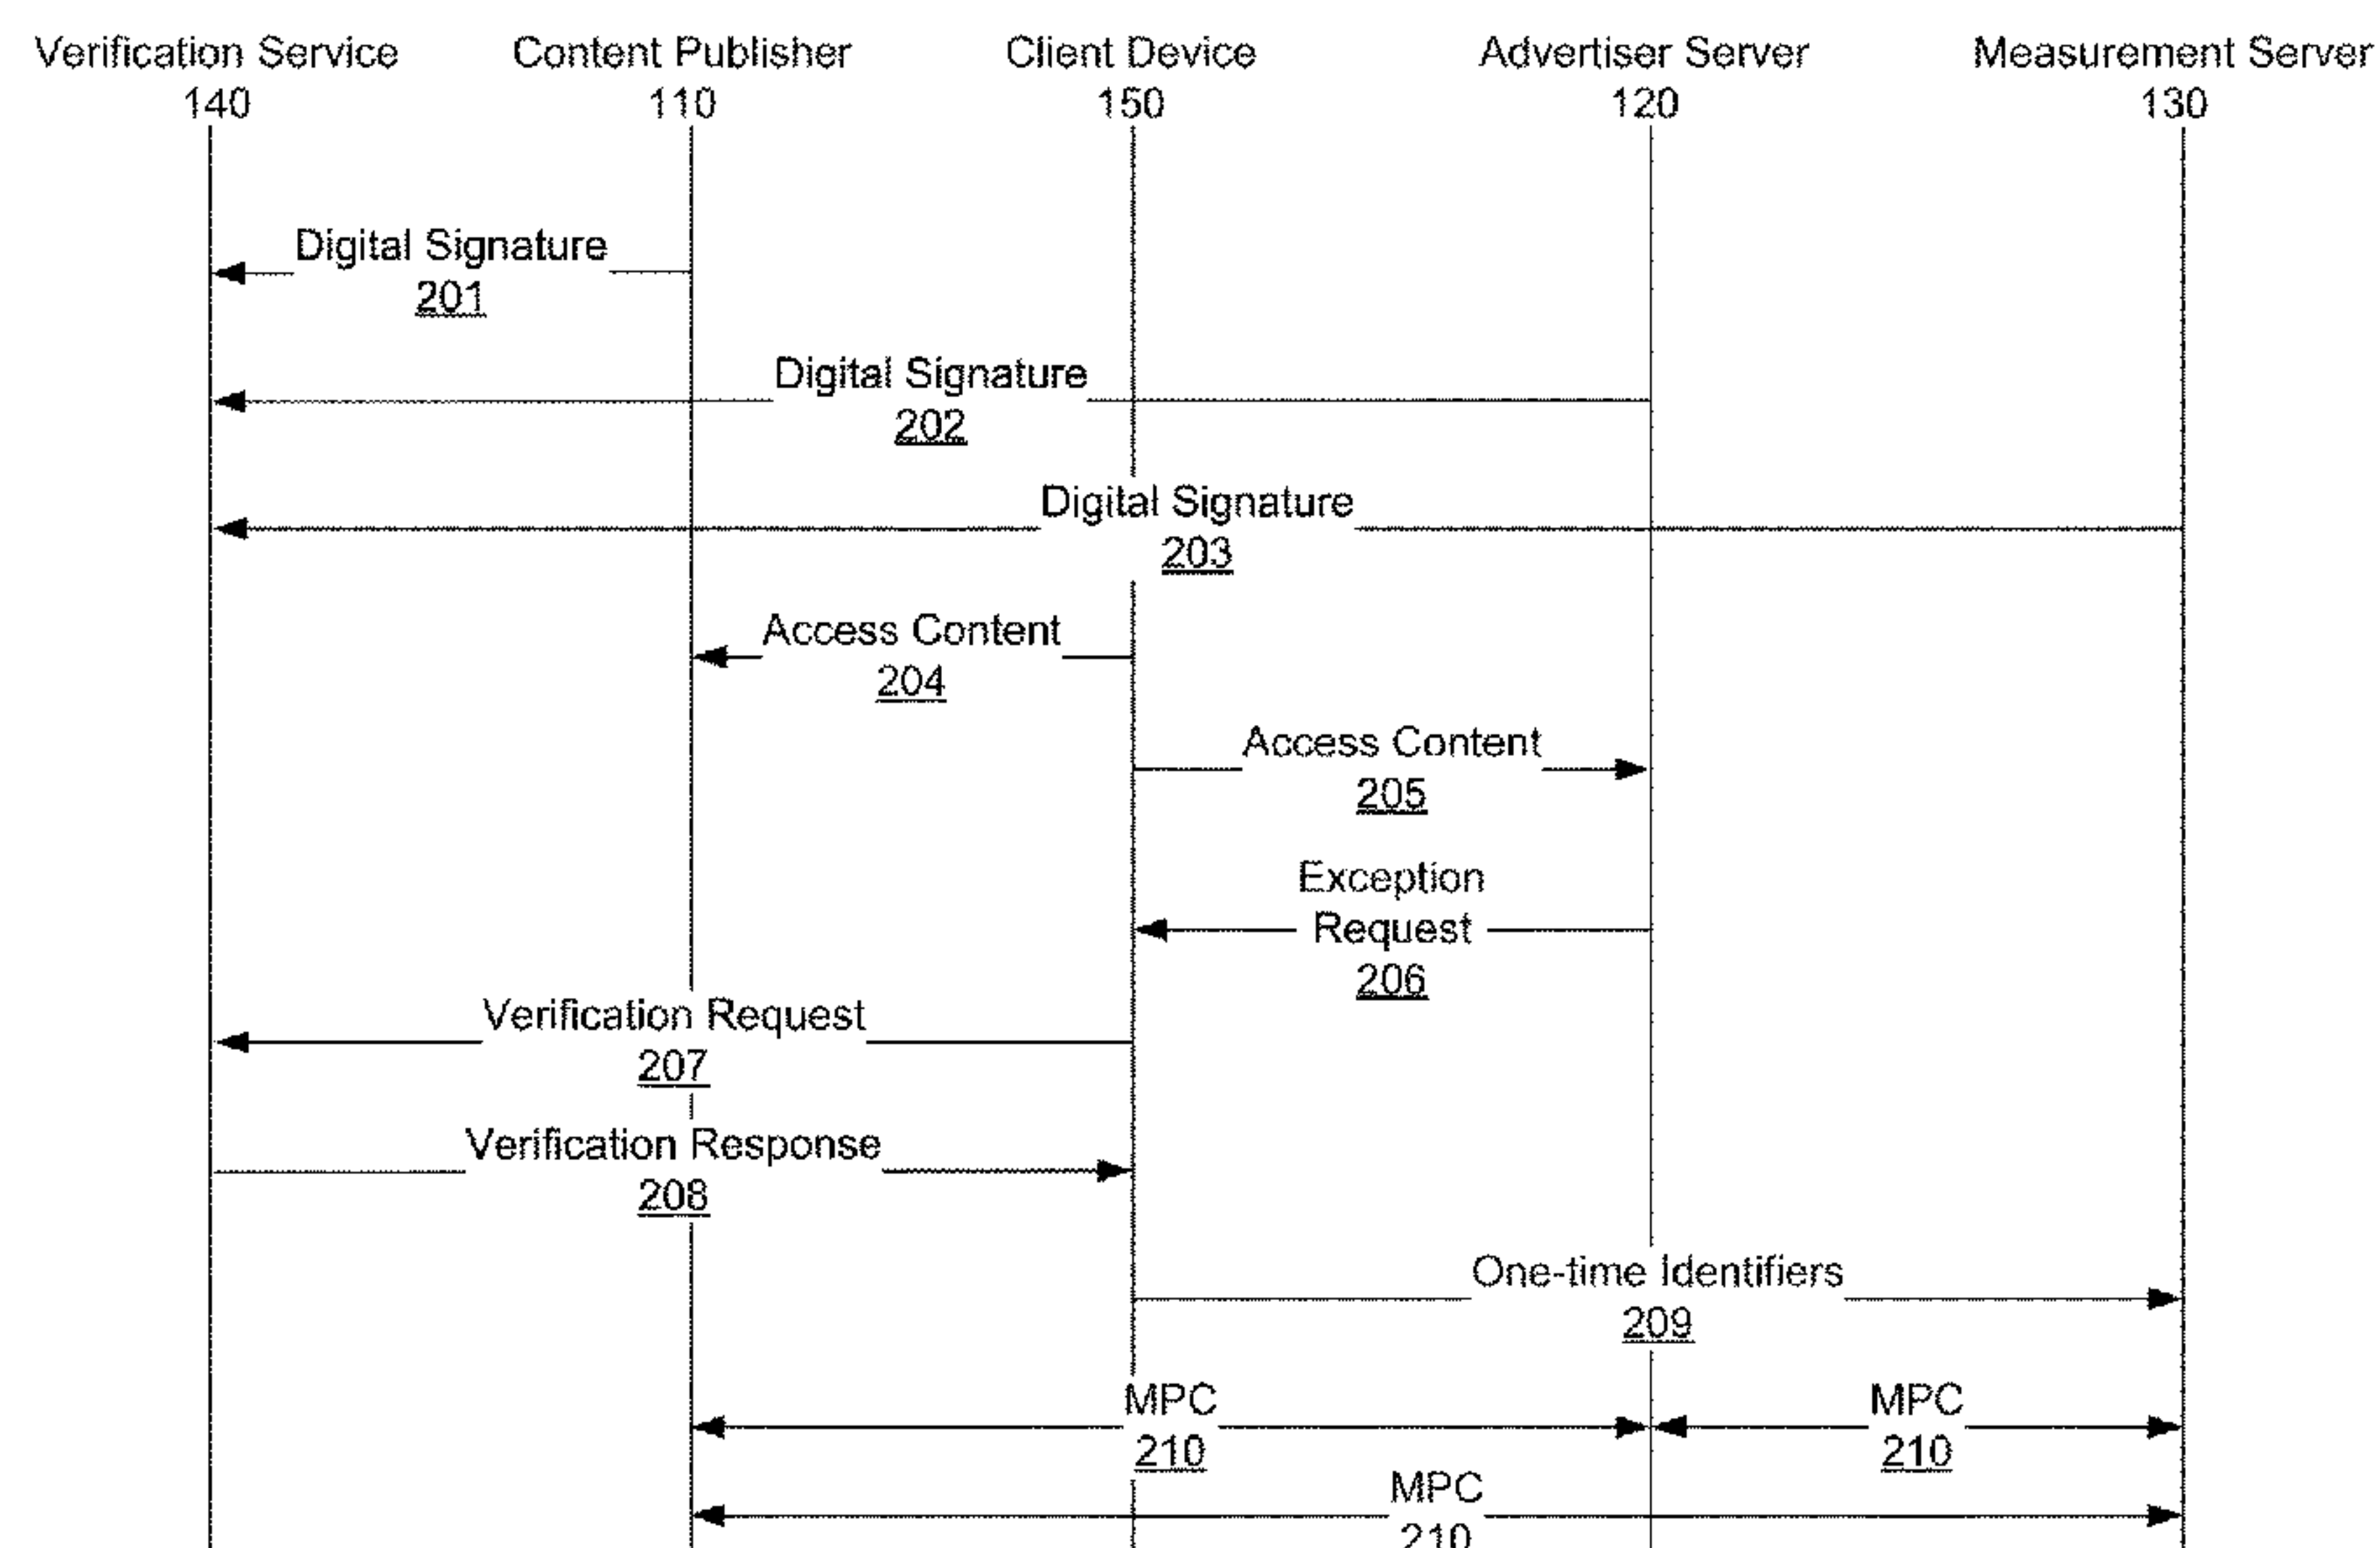 Verification Service Content Publisher Client Device Advertiser Server Measurement Server
140 110 150 120 130
Digital Signature
201
Digital Signature
202
Digital Signature
203
Access Content
204
Access Content
205
Exception
Request
206
Verification Request
207
Verification Response
208
One-time Identifiers
209
MPC MPC
210 210
MPC
210